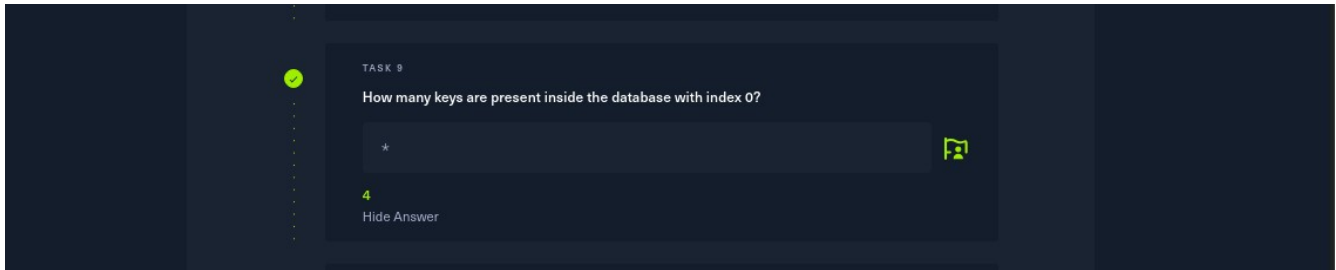 TASK 9
How many keys are present inside the database with index 0?
*
4
Hide Answer